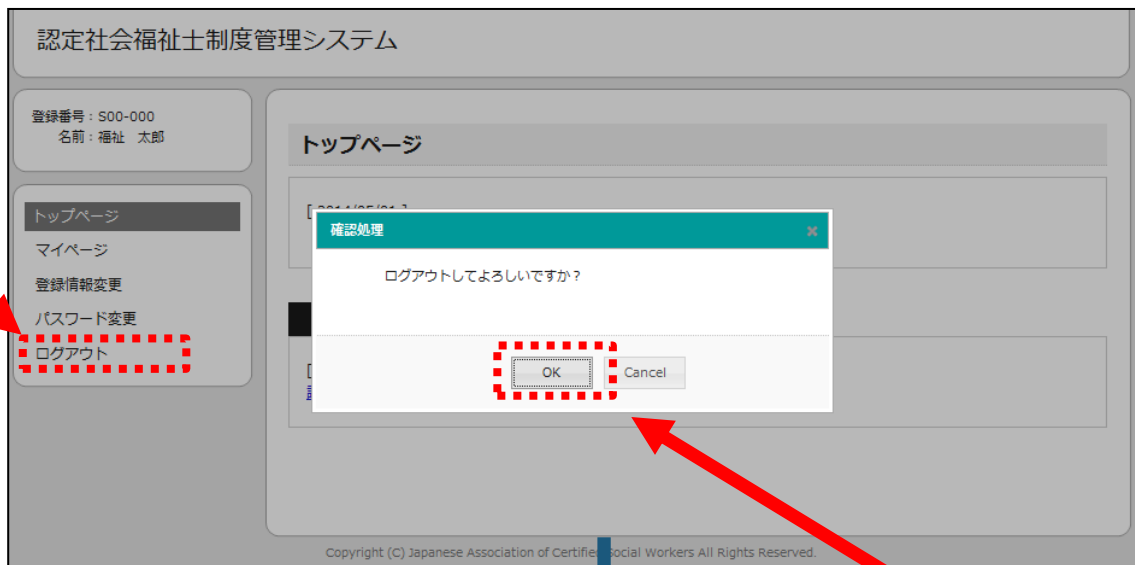 認定社会福祉士制度管理システム
登録番号：S00-000
名前：福祉　太郎
トップページ
マイページ
登録情報変更
パスワード変更
ログアウト
トップページ
[ 2014/05/01 ]
確認処理
ログアウトしてよろしいですか？
OK
Cancel
Copyright (C) Japanese Association of Certified Social Workers All Rights Reserved.